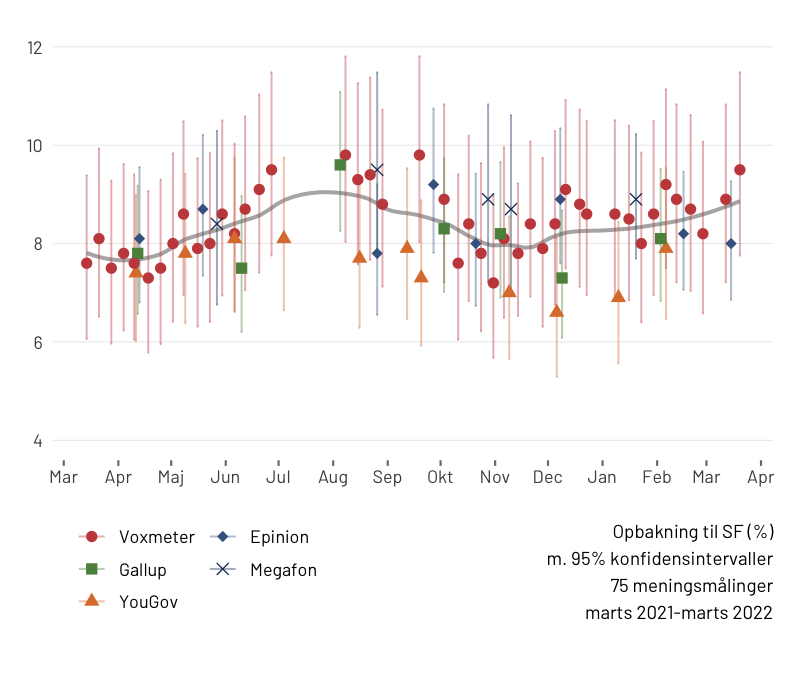 12
10
8
6
4
Mar Apr Maj Jun Jul Aug Sep Okt Nov Dec Jan Feb Mar Apr
Voxmeter Epinion
Gallup Megafon
YouGov
Opbakning til SF (%)
m. 95% konfidensintervaller
75 meningsmålinger
marts 2021-marts 2022